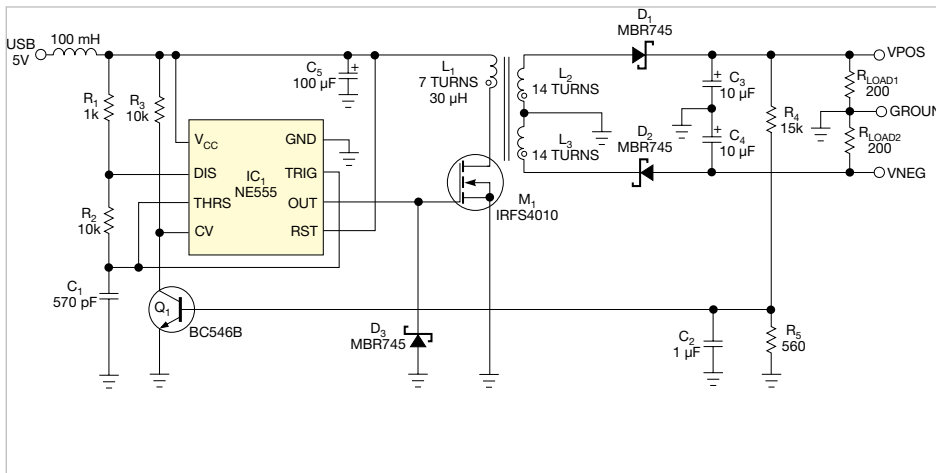 USB
5V
100 mH
R1
1k
R3
10k
C5
100 µF
L1
7 TURNS
30 µH
L2
14 TURNS
L3
14 TURNS
D1
MBR745
D2
MBR745
C3
10 µF
C4
10 µF
R4
15k
RLOAD1
200
RLOAD2
200
VPOS
GROUN
VNEG
VCC
DIS
THRS
CV
IC1
NE555
GND
TRIG
OUT
RST
R2
10k
C1
570 pF
Q1
BC546B
D3
MBR745
M1
IRFS4010
C2
1 µF
R5
560